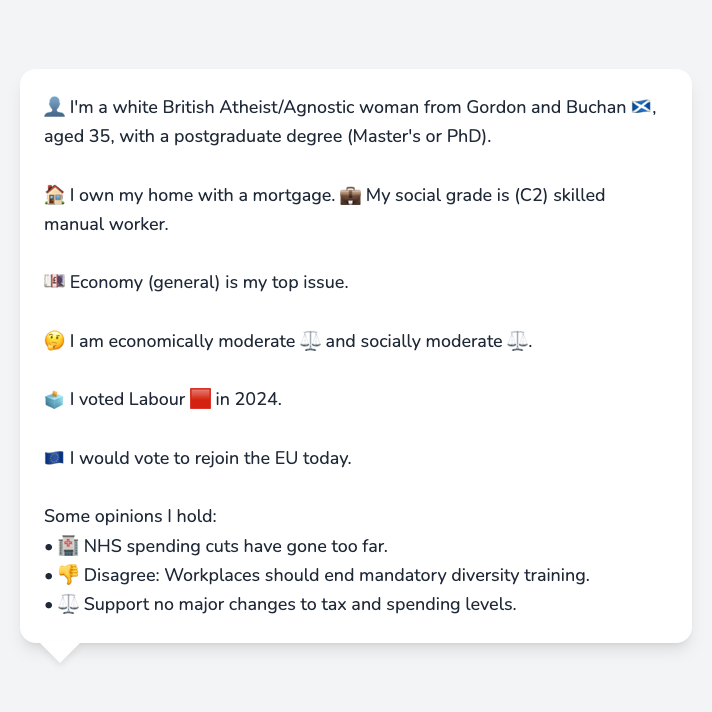 👤 I'm a white British Atheist/Agnostic woman from Gordon and Buchan 🏴󠁧󠁢󠁳󠁣󠁴󠁿,
aged 35, with a postgraduate degree (Master's or PhD).
🏠 I own my home with a mortgage. 💼 My social grade is (C2) skilled
manual worker.
💷 Economy (general) is my top issue.
🤔 I am economically moderate ⚖️ and socially moderate ⚖️.
🗳️ I voted Labour 🟥 in 2024.
🇪🇺 I would vote to rejoin the EU today.
Some opinions I hold:
• 🏥 NHS spending cuts have gone too far.
• 👎 Disagree: Workplaces should end mandatory diversity training.
• ⚖️ Support no major changes to tax and spending levels.